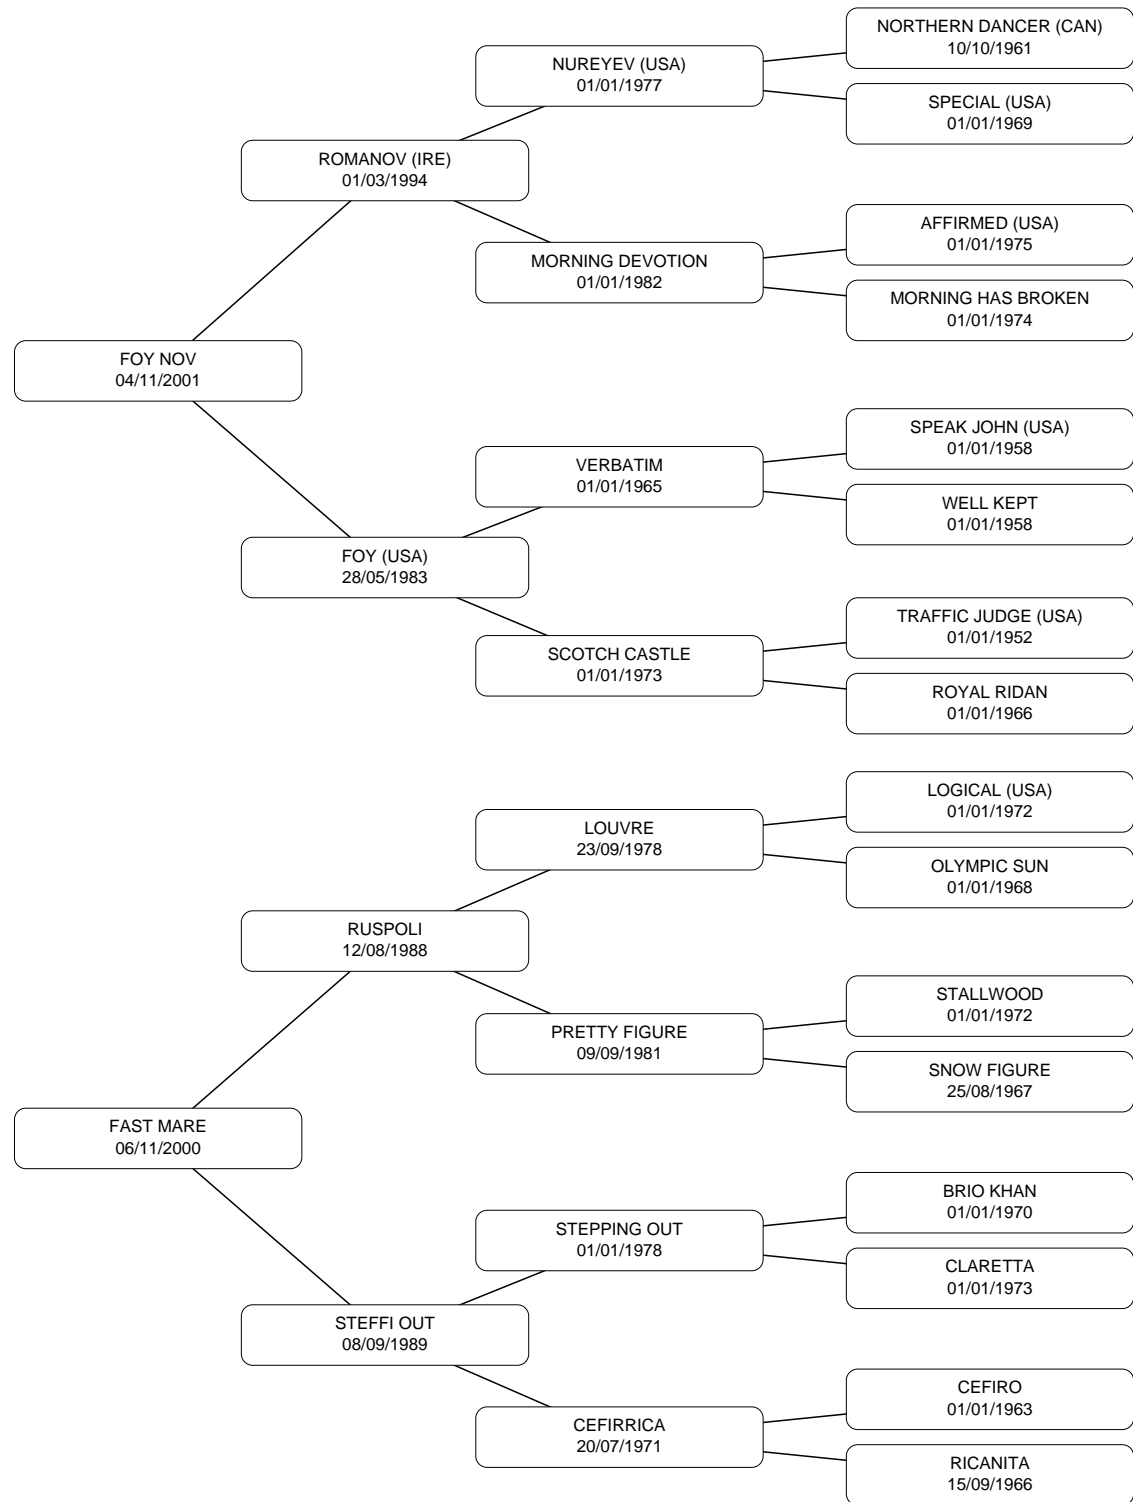 NORTHERN DANCER (CAN)
10/10/1961
NUREYEV (USA)
01/01/1977
SPECIAL (USA)
01/01/1969
ROMANOV (IRE)
01/03/1994
AFFIRMED (USA)
01/01/1975
MORNING DEVOTION
01/01/1982
MORNING HAS BROKEN
01/01/1974
FOY NOV
04/11/2001
SPEAK JOHN (USA)
01/01/1958
VERBATIM
01/01/1965
WELL KEPT
01/01/1958
FOY (USA)
28/05/1983
TRAFFIC JUDGE (USA)
01/01/1952
SCOTCH CASTLE
01/01/1973
ROYAL RIDAN
01/01/1966
LOGICAL (USA)
01/01/1972
LOUVRE
23/09/1978
OLYMPIC SUN
01/01/1968
RUSPOLI
12/08/1988
STALLWOOD
01/01/1972
PRETTY FIGURE
09/09/1981
SNOW FIGURE
25/08/1967
FAST MARE
06/11/2000
BRIO KHAN
01/01/1970
STEPPING OUT
01/01/1978
CLARETTA
01/01/1973
STEFFI OUT
08/09/1989
CEFIRO
01/01/1963
CEFIRRICA
20/07/1971
RICANITA
15/09/1966